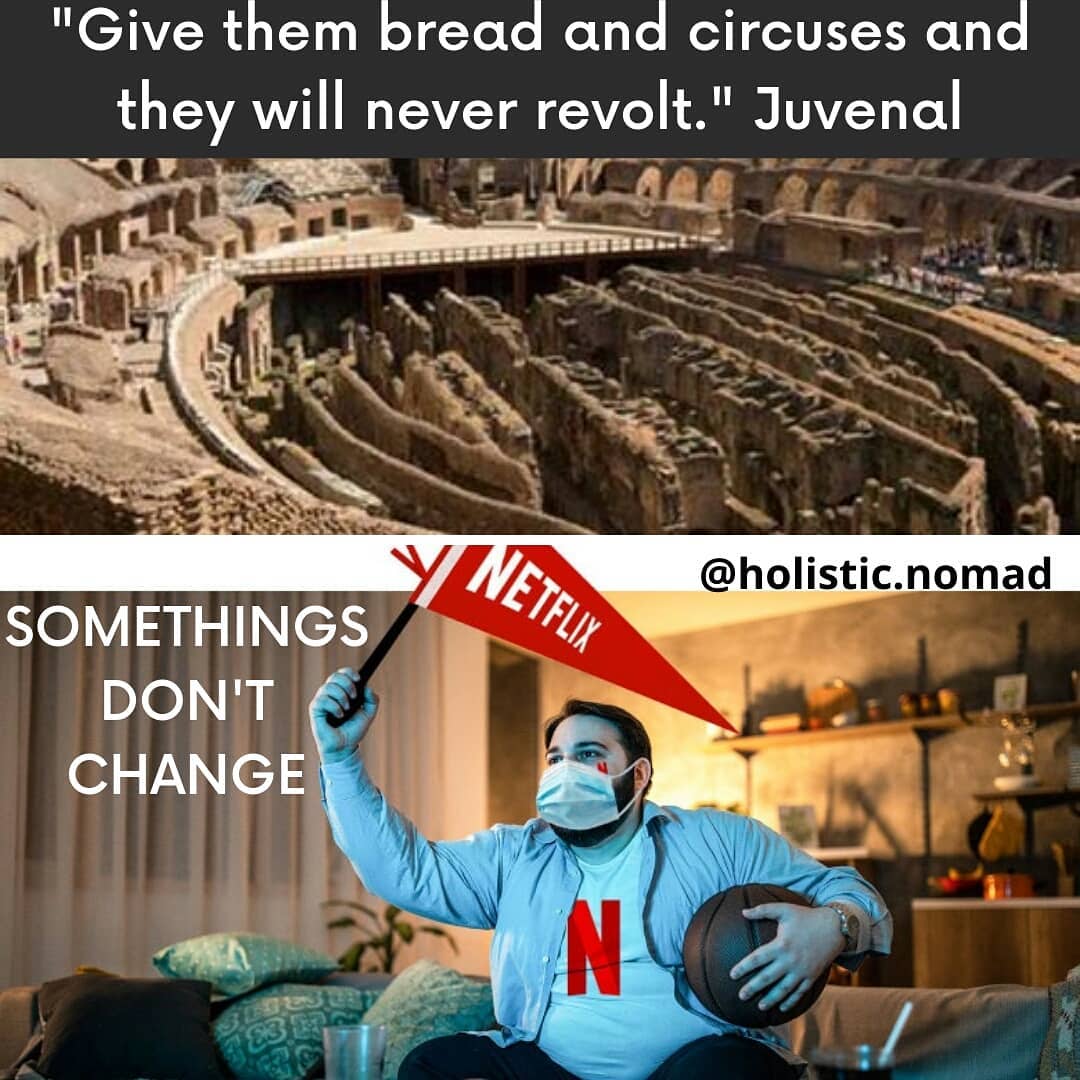 "Give them bread and circuses and
they will never revolt." Juvenal
NETFLIX
@holistic.nomad
SOMETHINGS
DON'T
CHANGE
N
N